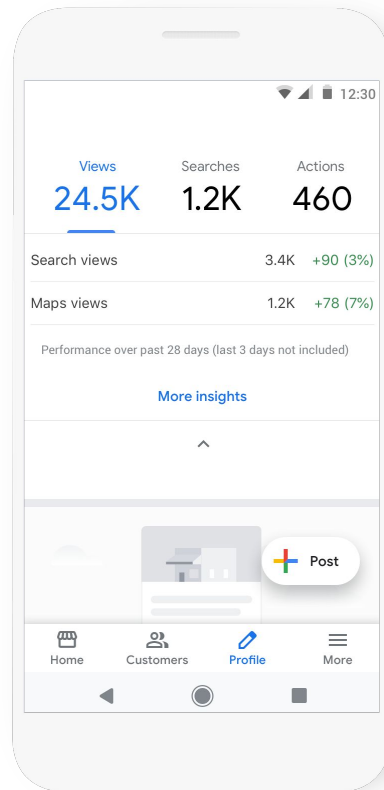 12:30
Views Searches Actions
24.5K 1.2K 460
Search views 3.4K +90 (3%)
Maps views 1.2K +78 (7%)
Performance over past 28 days (last 3 days not included)
More insights
Post
Home Customers Profile More